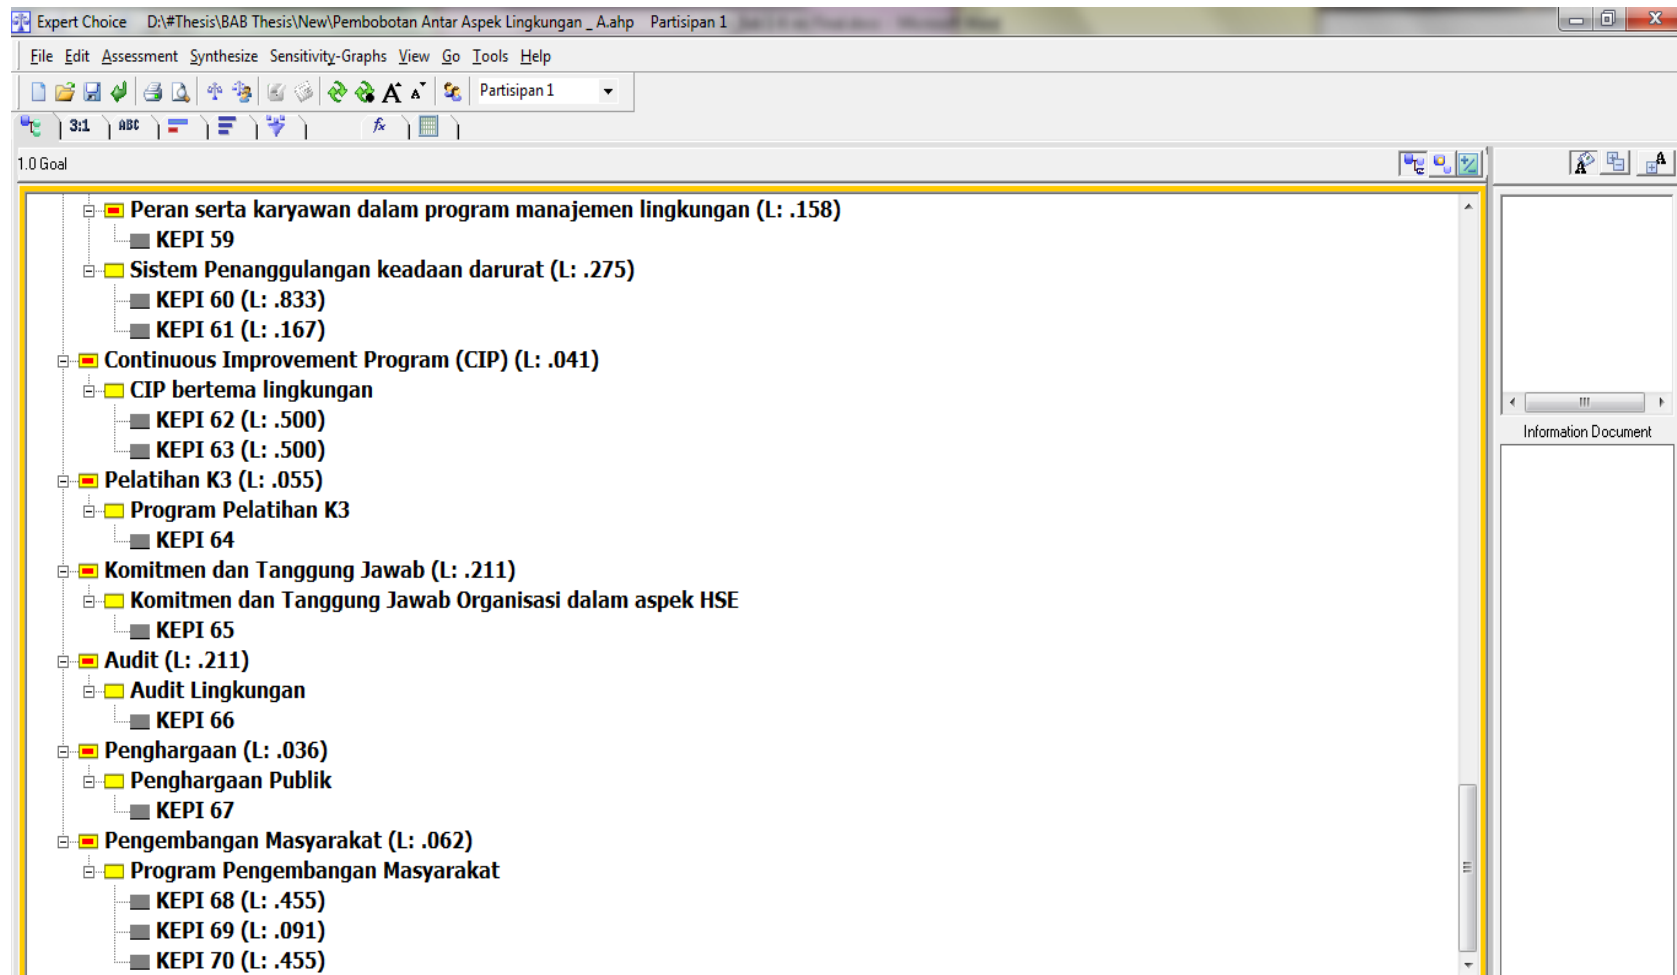 Expert Choice D:\#Thesis\BAB Thesis\New\Pembobotan Antar Aspek Lingkungan _ A.ahp Partisipan 1
File Edit Assessment Synthesize Sensitivity-Graphs View Go Tools Help
Partisipan 1
3:1 ABC fx
1.0 Goal
Peran serta karyawan dalam program manajemen lingkungan (L: .158)
KEPI 59
Sistem Penanggulangan keadaan darurat (L: .275)
KEPI 60 (L: .833)
KEPI 61 (L: .167)
Continuous Improvement Program (CIP) (L: .041)
CIP bertema lingkungan
KEPI 62 (L: .500)
KEPI 63 (L: .500)
Information Document
Pelatihan K3 (L: .055)
Program Pelatihan K3
KEPI 64
Komitmen dan Tanggung Jawab (L: .211)
Komitmen dan Tanggung Jawab Organisasi dalam aspek HSE
KEPI 65
Audit (L: .211)
Audit Lingkungan
KEPI 66
Penghargaan (L: .036)
Penghargaan Publik
KEPI 67
Pengembangan Masyarakat (L: .062)
Program Pengembangan Masyarakat
KEPI 68 (L: .455)
KEPI 69 (L: .091)
KEPI 70 (L: .455)